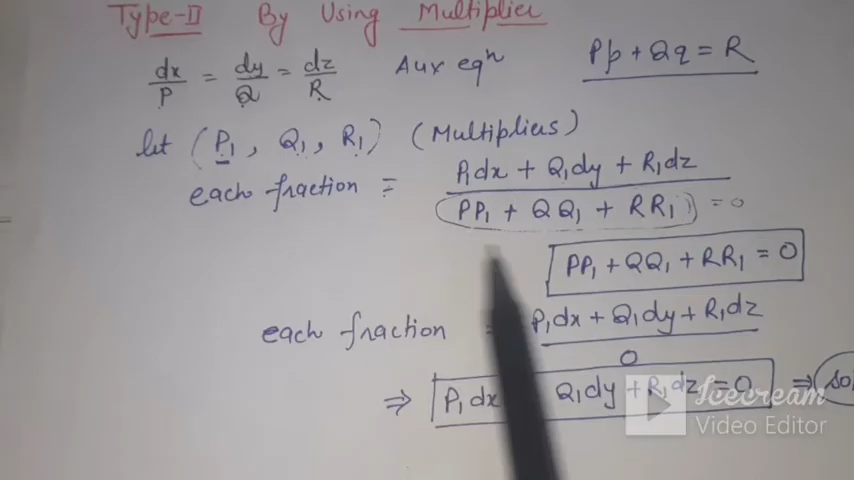 Type-II By Using Multiplier
dx/P = dy/Q = dz/R Aux eqn Pp + Qq = R
let (P1, Q1, R1) (Multipliers)
each fraction = P1dx + Q1dy + R1dz / PP1 + QQ1 + RR1 = 0
PP1 + QQ1 + RR1 = 0
each fraction = P1dx + Q1dy + R1dz / 0
⇒ P1dx Q1dy + R1dz = 0 ⇒
Icecream
Video Editor